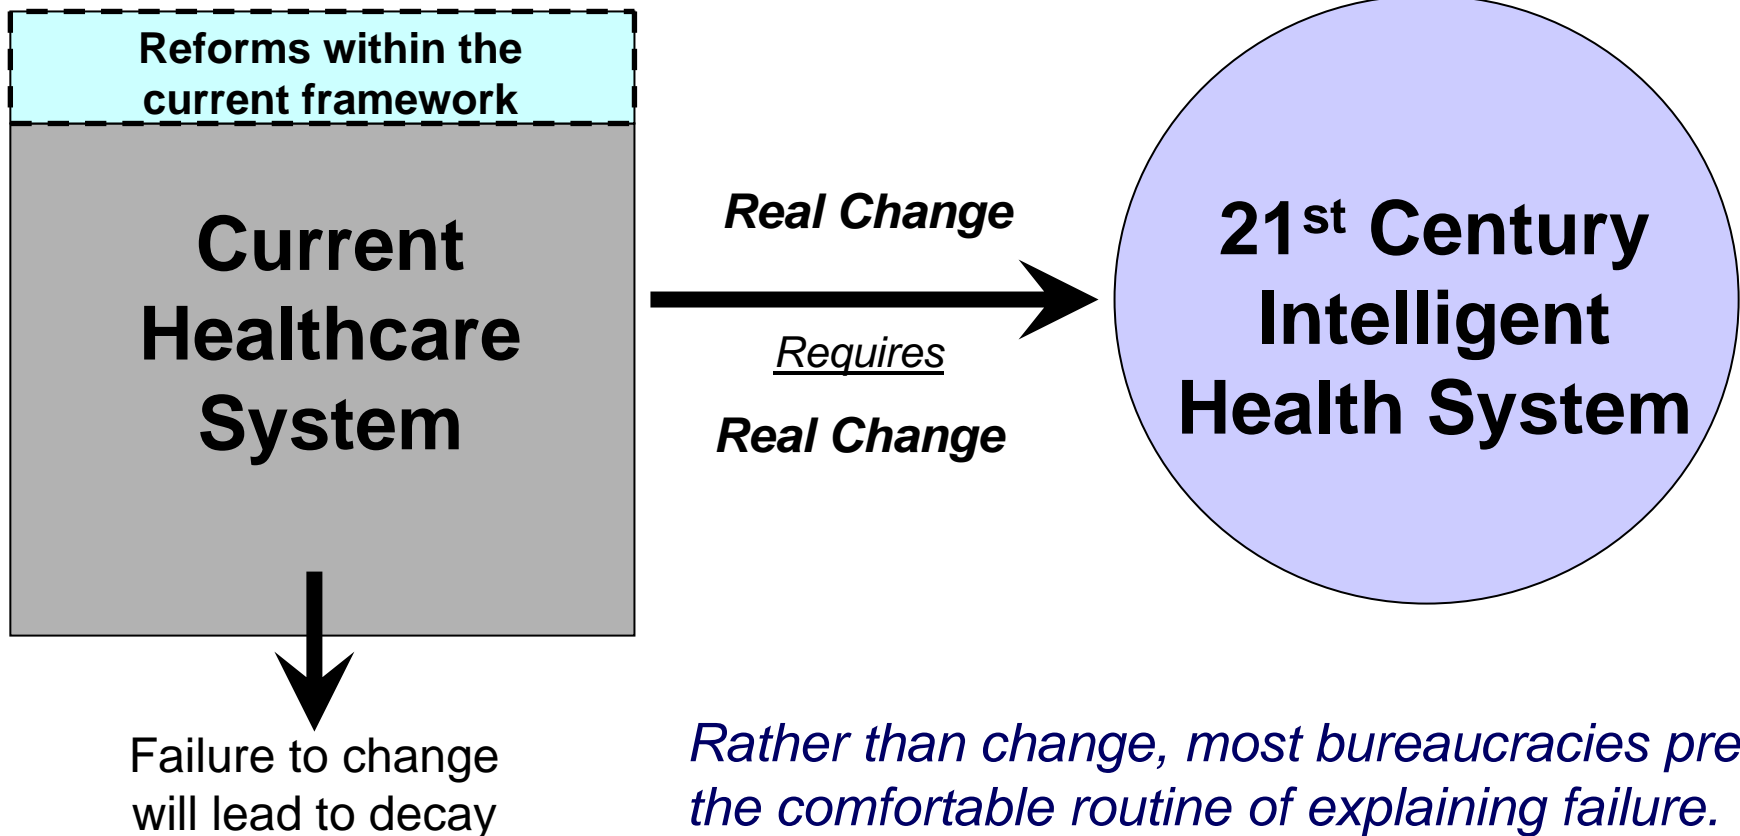 Reforms within the
current framework
Current
Healthcare
System
Real Change
Requires
Real Change
21st Century
Intelligent
Health System
Failure to change
will lead to decay
Rather than change, most bureaucracies pre
the comfortable routine of explaining failure.